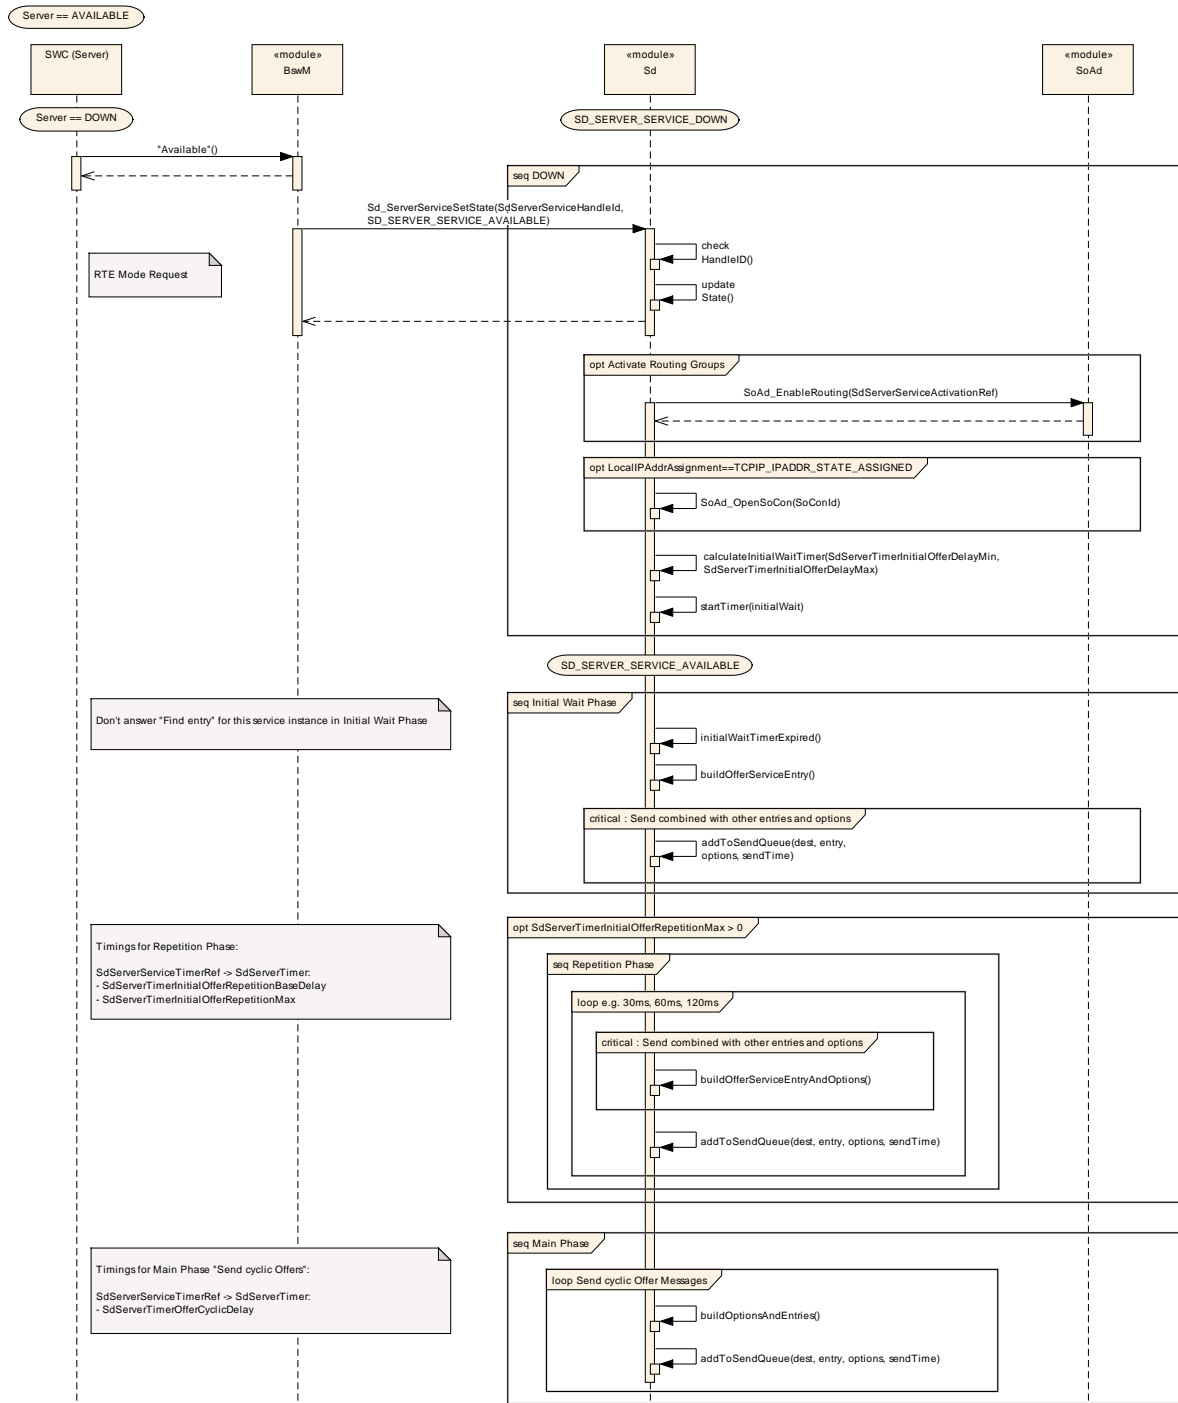 Server == AVAILABLE
SWC (Server)
«module»
BswM
«module»
Sd
«module»
SoAd
Server == DOWN
SD_SERVER_SERVICE_DOWN
"Available"()
seq DOWN
Sd_ServerServiceSetState(SdServerServiceHandleId,
SD_SERVER_SERVICE_AVAILABLE)
check
HandleID()
RTE Mode Request
update
State()
opt Activate Routing Groups
SoAd_EnableRouting(SdServerServiceActivationRef)
opt LocalIPAddrAssignment==TCPIP_IPADDR_STATE_ASSIGNED
SoAd_OpenSoCon(SoConId)
calculateInitialWaitTimer(SdServerTimerInitialOfferDelayMin,
SdServerTimerInitialOfferDelayMax)
startTimer(initialWait)
SD_SERVER_SERVICE_AVAILABLE
seq Initial Wait Phase
Don't answer "Find entry" for this service instance in Initial Wait Phase
initialWaitTimerExpired()
buildOfferServiceEntry()
critical : Send combined with other entries and options
addToSendQueue(dest, entry,
options, sendTime)
opt SdServerTimerInitialOfferRepetitionMax > 0
Timings for Repetition Phase:
SdServerServiceTimerRef -> SdServerTimer:
- SdServerTimerInitialOfferRepetitionBaseDelay
- SdServerTimerInitialOfferRepetitionMax
seq Repetition Phase
loop e.g. 30ms, 60ms, 120ms
critical : Send combined with other entries and options
buildOfferServiceEntryAndOptions()
addToSendQueue(dest, entry, options, sendTime)
seq Main Phase
Timings for Main Phase "Send cyclic Offers":
SdServerServiceTimerRef -> SdServerTimer:
- SdServerTimerOfferCyclicDelay
loop Send cyclic Offer Messages
buildOptionsAndEntries()
addToSendQueue(dest, entry, options, sendTime)